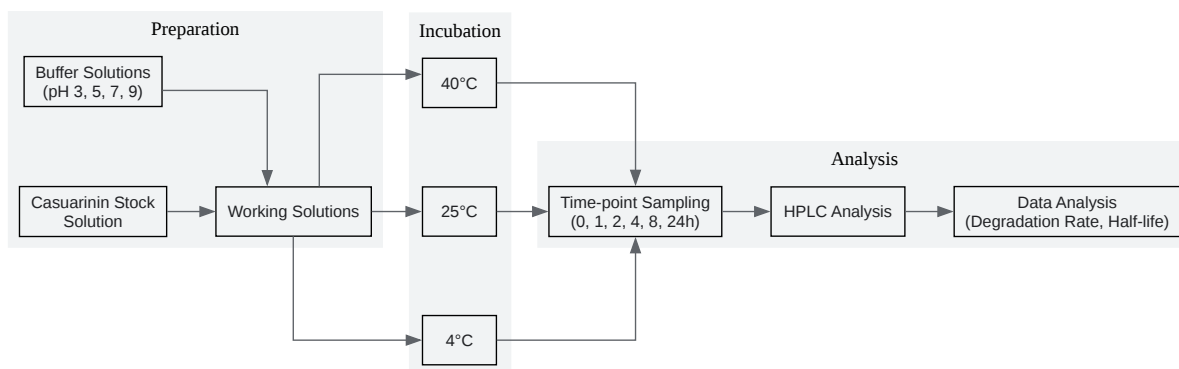 Preparation
Buffer Solutions
(pH 3, 5, 7, 9)
Casuarinin Stock
Solution
Working Solutions
Incubation
40°C
25°C
4°C
Analysis
Time-point Sampling
(0, 1, 2, 4, 8, 24h)
HPLC Analysis
Data Analysis
(Degradation Rate, Half-life)